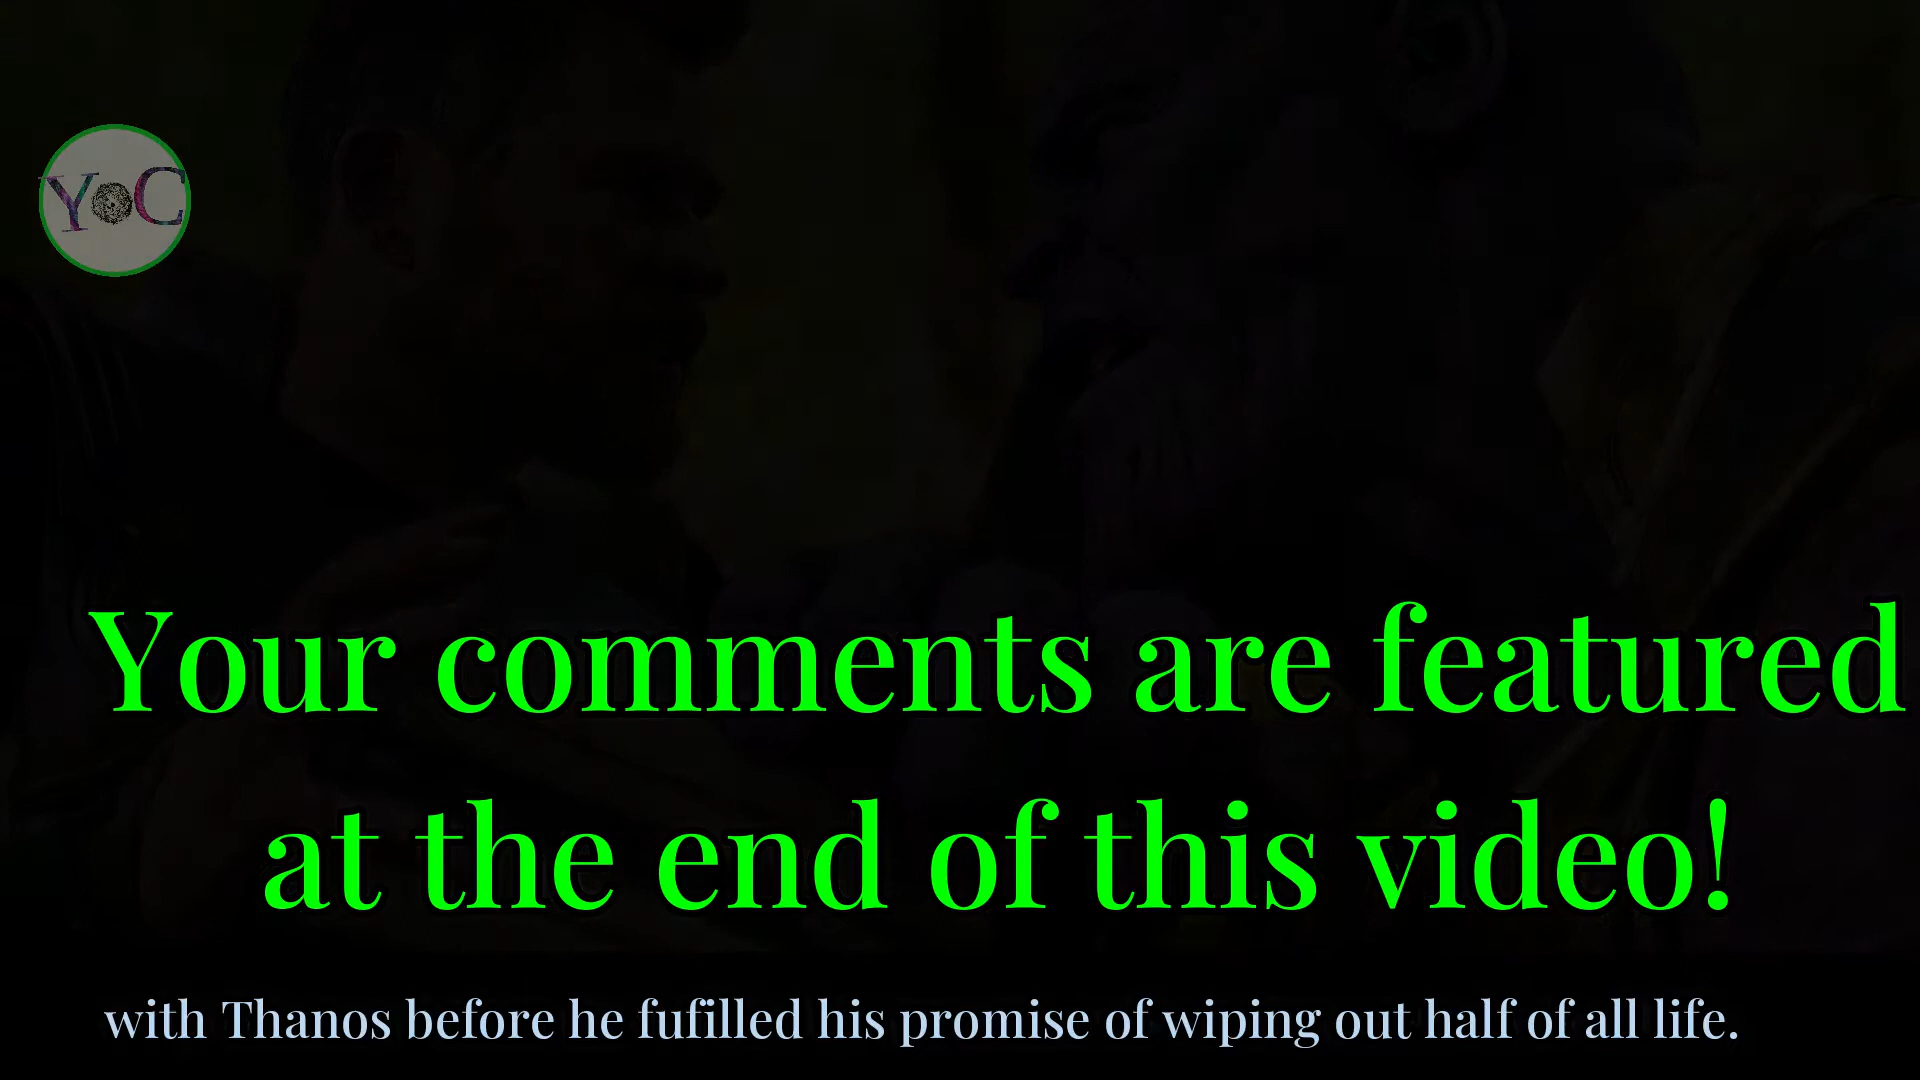 YOC
Your comments are featured
at the end of this video!
with Thanos before he fufilled his promise of wiping out half of all life.